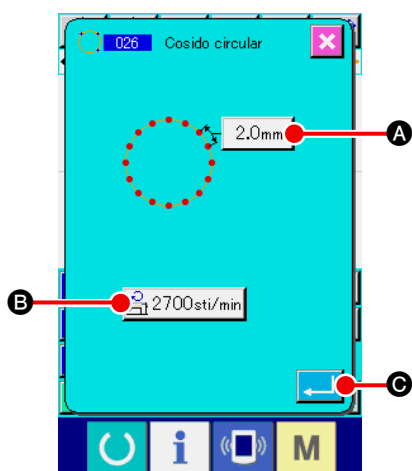 026 Cosido circular
2.0mm
A
B
2700sti/min
C
i
M